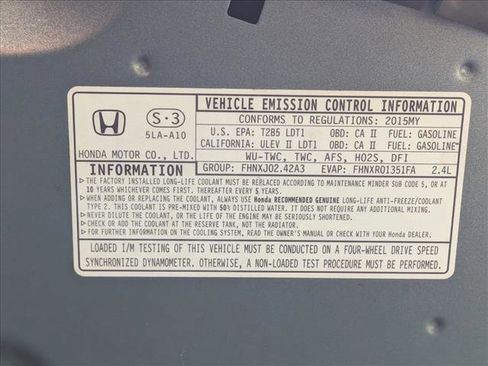 VEHICLE EMISSION CONTROL INFORMATION
S·3
5LA-A10
HONDA MOTOR CO., LTD.
CONFORMS TO REGULATIONS: 2015MY
U.S. EPA: T2B5 LDT1 OBD: CA II FUEL: GASOLINE
CALIFORNIA: ULEV II LDT1 OBD: CA II FUEL: GASOLINE
WU-TWC, TWC, AFS, HO2S, DFI
GROUP: FHNXJ02.42A3 EVAP: FHNXR01351FA 2.4L
INFORMATION
THE FACTORY INSTALLED LONG-LIFE COOLANT MUST BE REPLACED ACCORDING TO MAINTENANCE MINDER SUB CODE 5, OR AT
10 YEARS WHICHEVER COMES FIRST. THEREAFTER EVERY 5 YEARS.
WHEN ADDING OR REPLACING THE COOLANT, ALWAYS USE Honda RECOMMENDED GENUINE LONG-LIFE ANTI-FREEZE/COOLANT
TYPE 2. THIS COOLANT IS PRE-MIXED WITH 50% DISTILLED WATER AND DOES NOT REQUIRE ANY ADDITIONAL MIXING.
NEVER DILUTE THE COOLANT, OR THE LIFE OF THE ENGINE MAY BE SERIOUSLY SHORTENED.
CHECK AND ADD COOLANT AT THE RESERVE TANK, NOT THE RADIATOR.
FOR FURTHER INFORMATION ON THE COOLING SYSTEM, READ THE OWNER'S MANUAL OR CONSULT YOUR Honda DEALER.
LOADED I/M TESTING OF THIS VEHICLE MUST BE CONDUCTED ON A FOUR-WHEEL DRIVE SPEED
SYNCHRONIZED DYNAMOMETER. OTHERWISE, A NON-LOADED TEST PROCEDURE MUST BE PERFORMED.